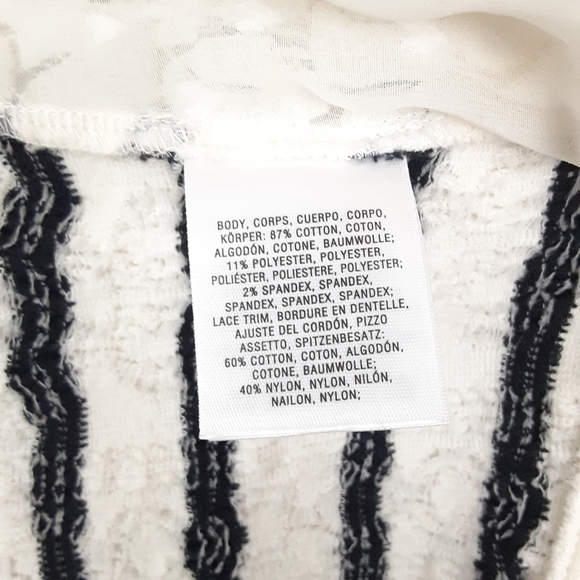 BODY, CORPS, CUERPO, CORPO,
KÖRPER: 87% COTTON, COTON,
ALGODÓN, COTONE, BAUMWOLLE;
11% POLYESTER, POLYESTER,
POLIÉSTER, POLIESTERE, POLYESTER;
2% SPANDEX, SPANDEX,
SPANDEX, SPANDEX, SPANDEX;
LACE TRIM, BORDURE EN DENTELLE,
AJUSTE DEL CORDÓN, PIZZO
ASSETTO, SPITZENBESATZ:
60% COTTON, COTON, ALGODÓN,
COTONE, BAUMWOLLE;
40% NYLON, NYLON, NILÓN,
NAILON, NYLON;